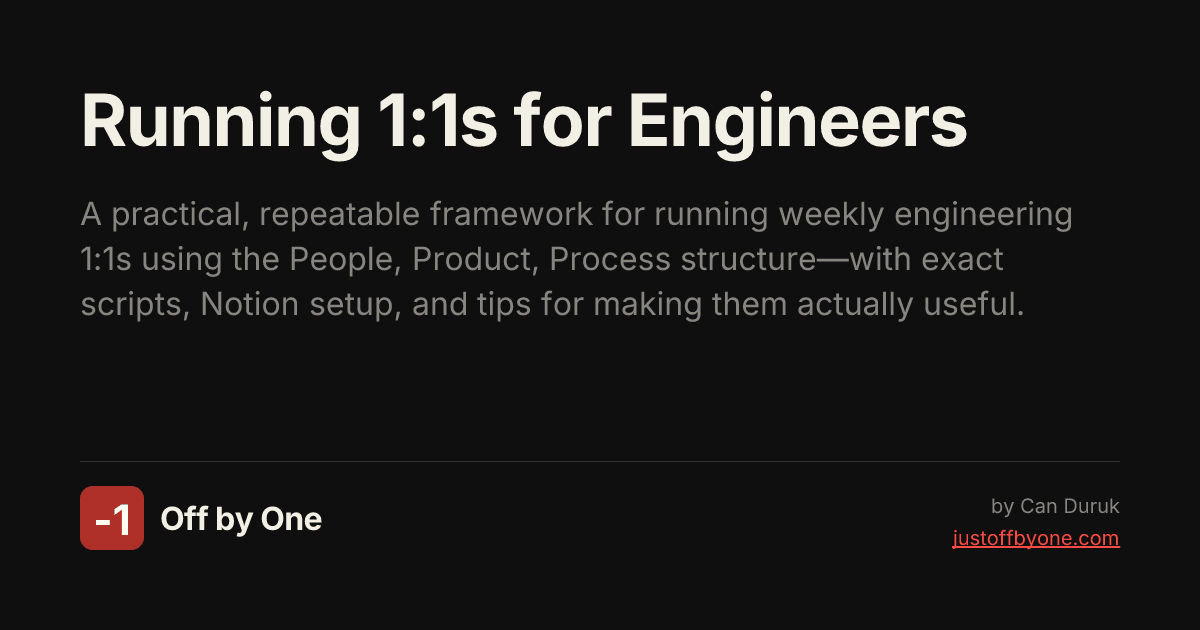 Running 1:1s for Engineers
A practical, repeatable framework for running weekly engineering
1:1s using the People, Product, Process structure—with exact
scripts, Notion setup, and tips for making them actually useful.
-1
Off by One
by Can Duruk
justoffbyone.com